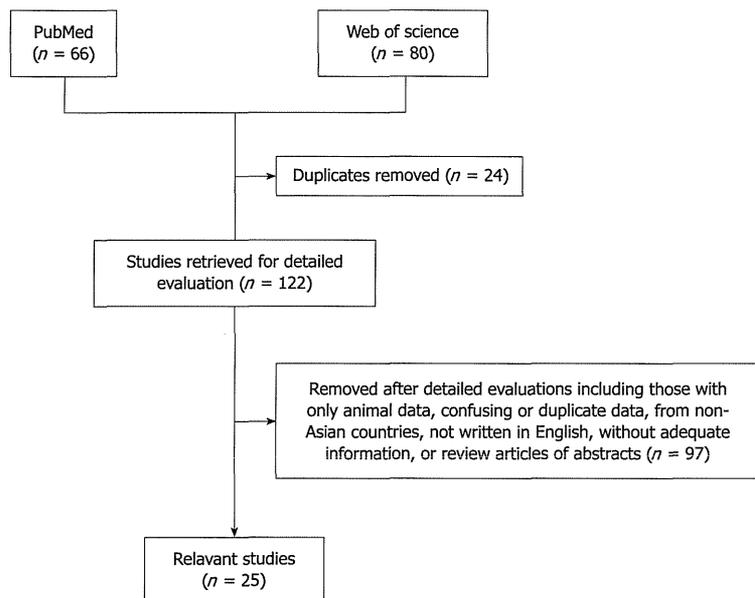 PubMed
(n = 66)
Web of science
(n = 80)
Duplicates removed (n = 24)
Studies retrieved for detailed
evaluation (n = 122)
Removed after detailed evaluations including those with
only animal data, confusing or duplicate data, from non-
Asian countries, not written in English, without adequate
information, or review articles of abstracts (n = 97)
Relavant studies
(n = 25)